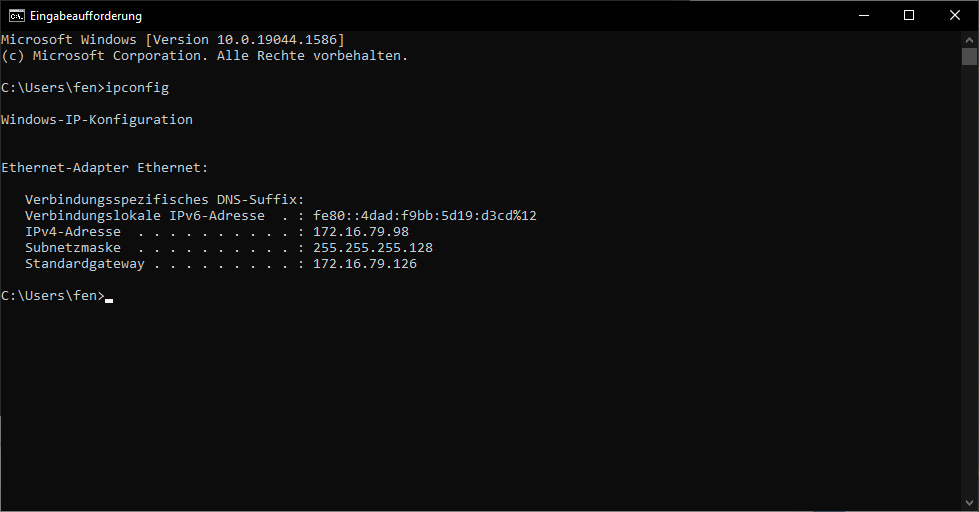 Eingabeaufforderung
Microsoft Windows [Version 10.0.19044.1586]
(c) Microsoft Corporation. Alle Rechte vorbehalten.
C:\Users\fen>ipconfig
Windows-IP-Konfiguration
Ethernet-Adapter Ethernet:
Verbindungsspezifisches DNS-Suffix:
Verbindungslokale IPv6-Adresse  . : fe80::4dad:f9bb:5d19:d3cd%12
IPv4-Adresse  . . . . . . . . . . : 172.16.79.98
Subnetzmaske  . . . . . . . . . . : 255.255.255.128
Standardgateway . . . . . . . . . : 172.16.79.126
C:\Users\fen>